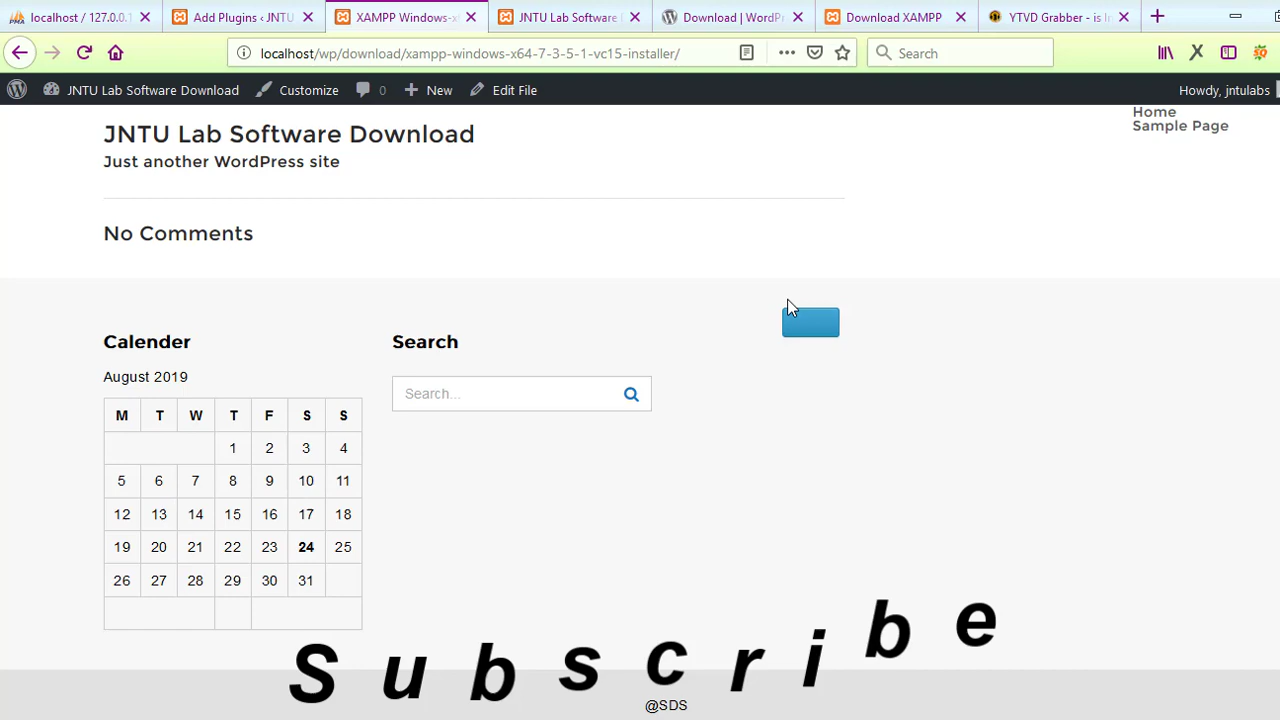 localhost/ 127.0.0.1
Add Plugins ‹ JNTU
XAMPP Windows-x
JNTU Lab Software D
Download | WordP
Download XAMPP
YTVD Grabber - is In
localhost/wp/download/xampp-windows-x64-7-3-5-1-vc15-installer/
Search
JNTU Lab Software Download
Customize
0
New
Edit File
Howdy, jntulabs
Home
Sample Page
JNTU Lab Software Download
Just another WordPress site
No Comments
Calender
Search
August 2019
Search...
M T W T F S S
1 2 3 4
5 6 7 8 9 10 11
12 13 14 15 16 17 18
19 20 21 22 23 24 25
26 27 28 29 30 31
Subscribe
@SDS